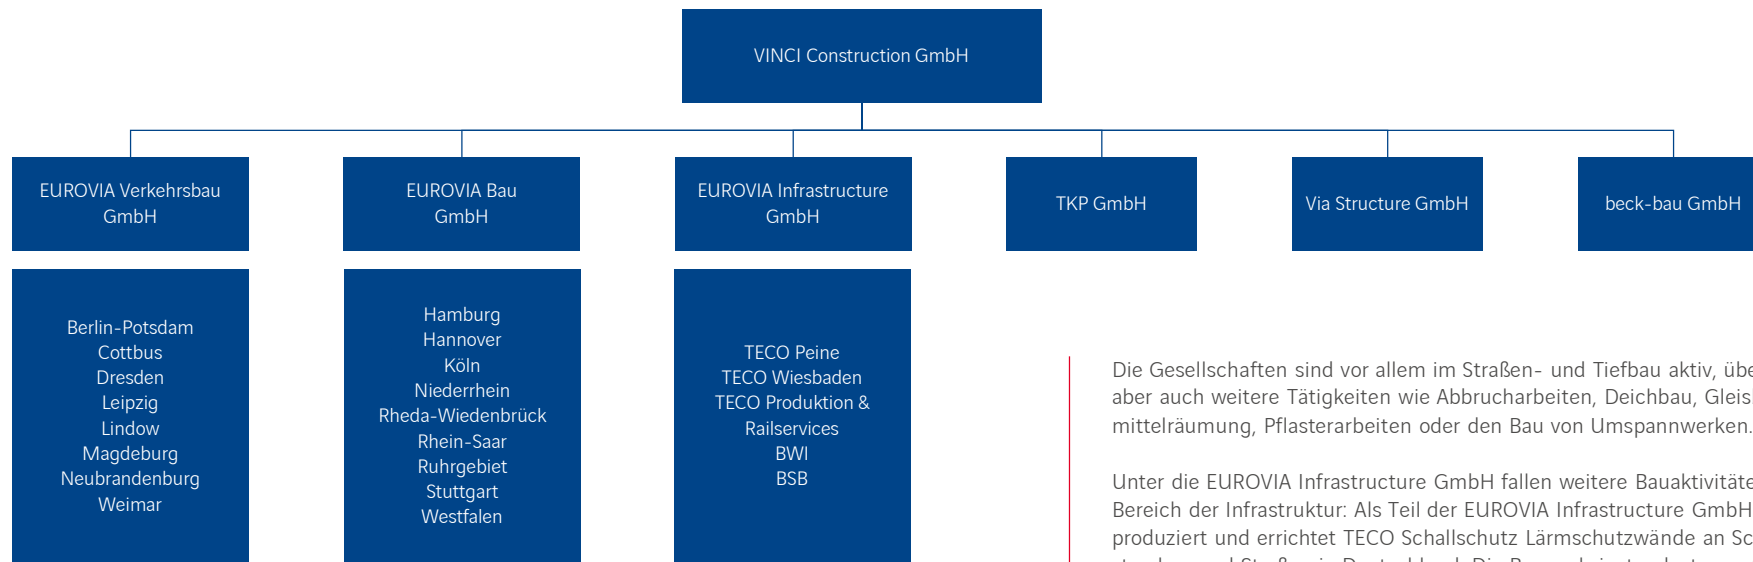 VINCI Construction GmbH
EUROVIA Verkehrsbau
GmbH
EUROVIA Bau
GmbH
EUROVIA Infrastructure
GmbH
TKP GmbH
Via Structure GmbH
beck-bau GmbH
Berlin-Potsdam
Cottbus
Dresden
Leipzig
Lindow
Magdeburg
Neubrandenburg
Weimar
Hamburg
Hannover
Köln
Niederrhein
Rheda-Wiedenbrück
Rhein-Saar
Ruhrgebiet
Stuttgart
Westfalen
TECO Peine
TECO Wiesbaden
TECO Produktion &
Railservices
BWI
BSB
Die Gesellschaften sind vor allem im Straßen- und Tiefbau aktiv,
aber auch weitere Tätigkeiten wie Abbrucharbeiten, Deichbau,
mittelräumung, Pflasterarbeiten oder den Bau von Umspannwerken.
Unter die EUROVIA Infrastructure GmbH fallen weitere
Bereich der Infrastruktur: Als Teil der EUROVIA Infrastructure GmbH
produziert und errichtet TECO Schallschutz Lärmschutzwände an